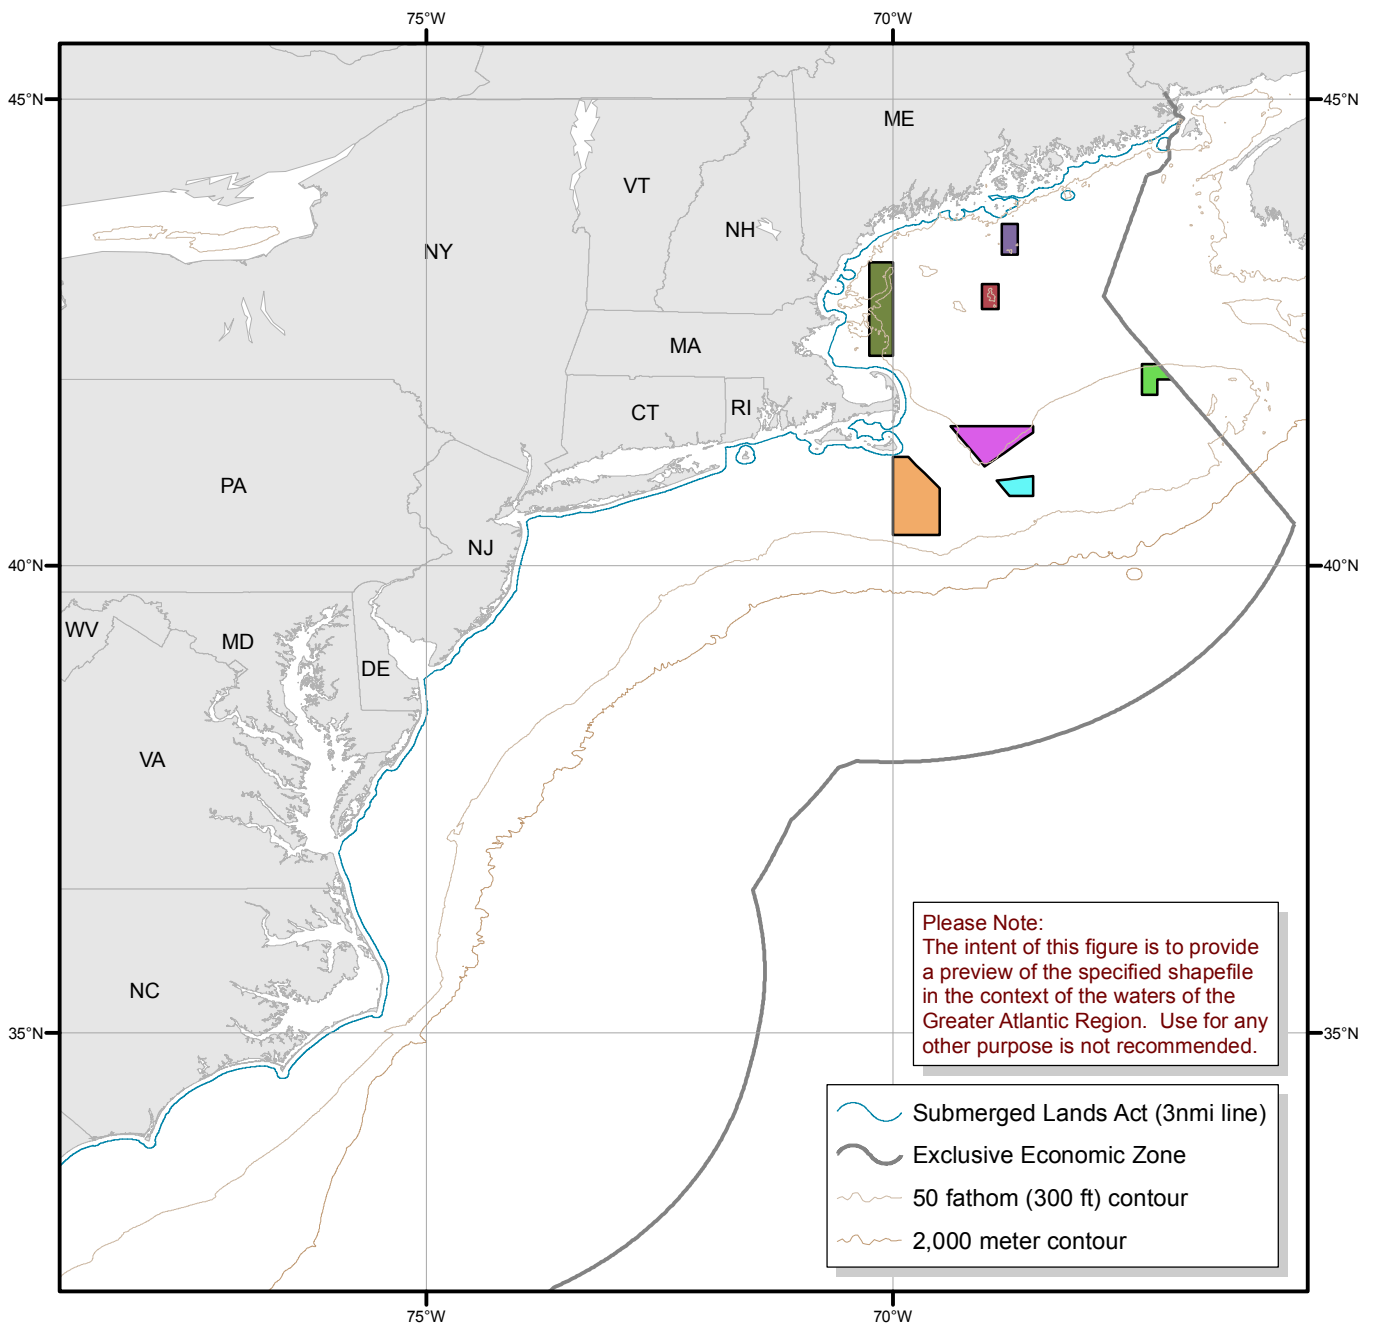 75°W
70°W
45°N
45°N
ME
VT
NH
NY
MA
CT
RI
PA
NJ
40°N
40°N
WV
MD
DE
VA
NC
35°N
35°N
Please Note:
The intent of this figure is to provide
a preview of the specified shapefile
in the context of the waters of the
Greater Atlantic Region. Use for any
other purpose is not recommended.
Submerged Lands Act (3nmi line)
Exclusive Economic Zone
50 fathom (300 ft) contour
2,000 meter contour
75°W
70°W